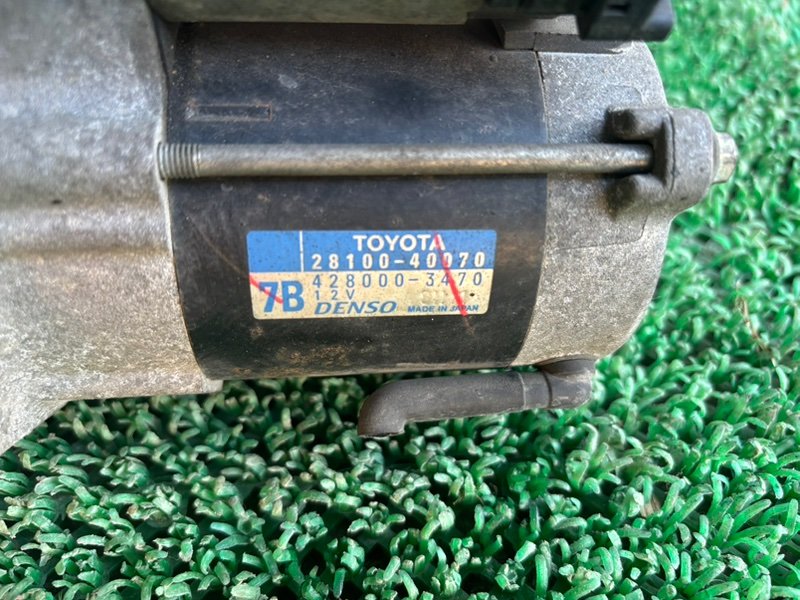 TOYOTA
28100-40070
7B 428000-3470
12V
DENSO MADE IN JAPAN